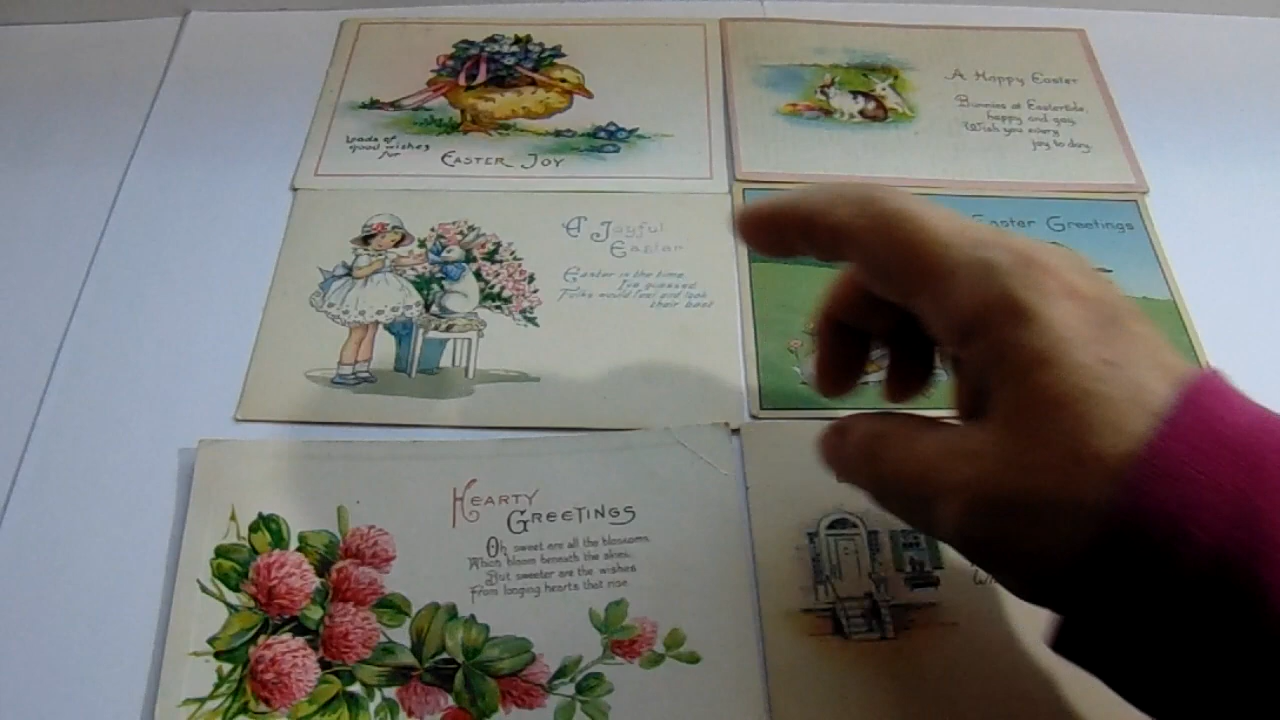 Loads of
good wishes
for
EASTER JOY
A Happy Easter
Bunnies at Eastertide,
happy and gay,
Wish you every
joy to-day.
A Joyful
Easter
Easter is the time
I've guessed
Folks would feel and look
their best
Easter Greetings
HEARTY
GREETINGS
Oh sweet are all the blossoms
Which bloom beneath the skies,
But sweeter are the wishes
From longing hearts that rise.